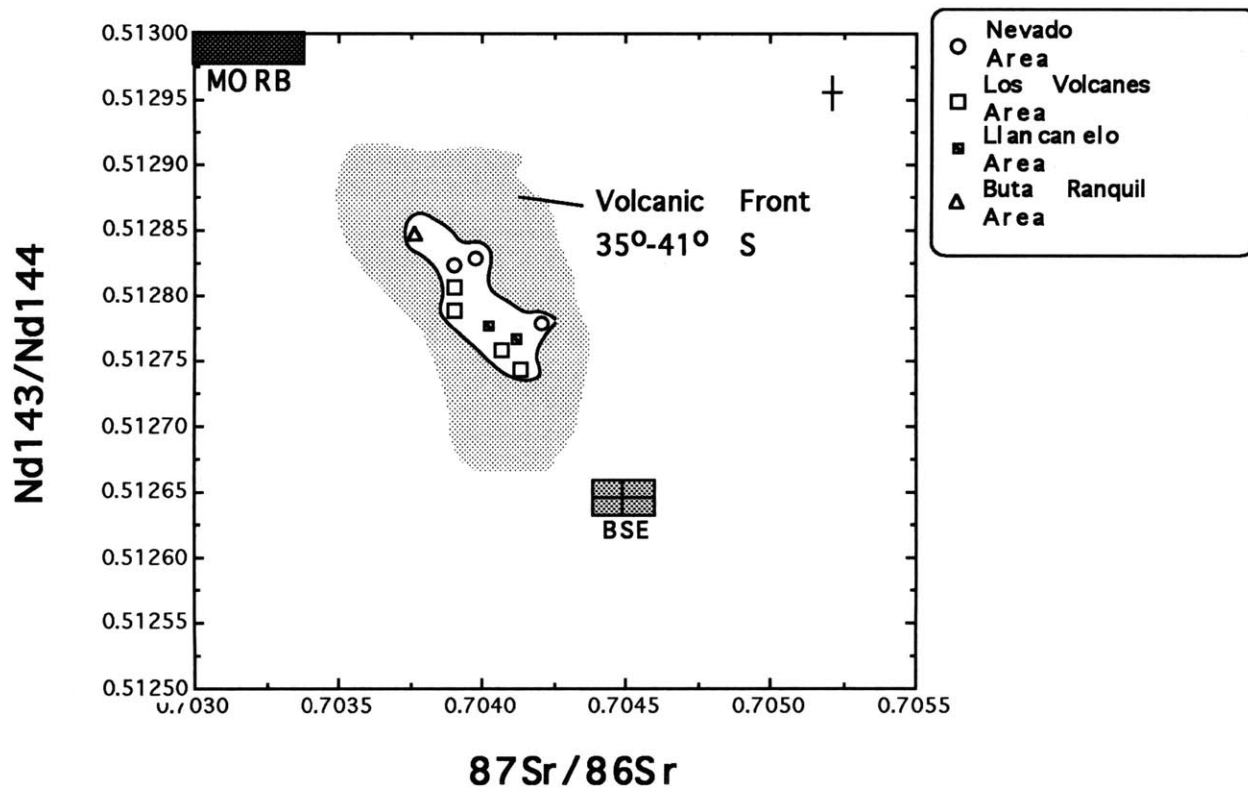 0.51300
0.51295
0.51290
0.51285
0.51280
0.51275
0.51270
0.51265
0.51260
0.51255
0.51250
Nd143/Nd144
MORB
Volcanic Front
35º-41º S
BSE
0.7030
0.7035
0.7040
0.7045
0.7050
0.7055
87Sr/86Sr
Nevado
Area
Los Volcanes
Area
Llancanelo
Area
Buta Ranquil
Area